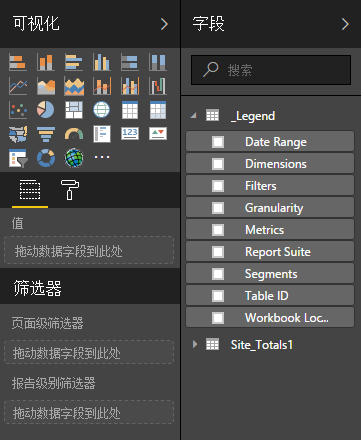 可视化
123
值
拖动数据字段到此处
筛选器
页面级筛选器
拖动数据字段到此处
报告级别筛选器
拖动数据字段到此处
字段
搜索
_Legend
Date Range
Dimensions
Filters
Granularity
Metrics
Report Suite
Segments
Table ID
Workbook Loc...
Site_Totals1